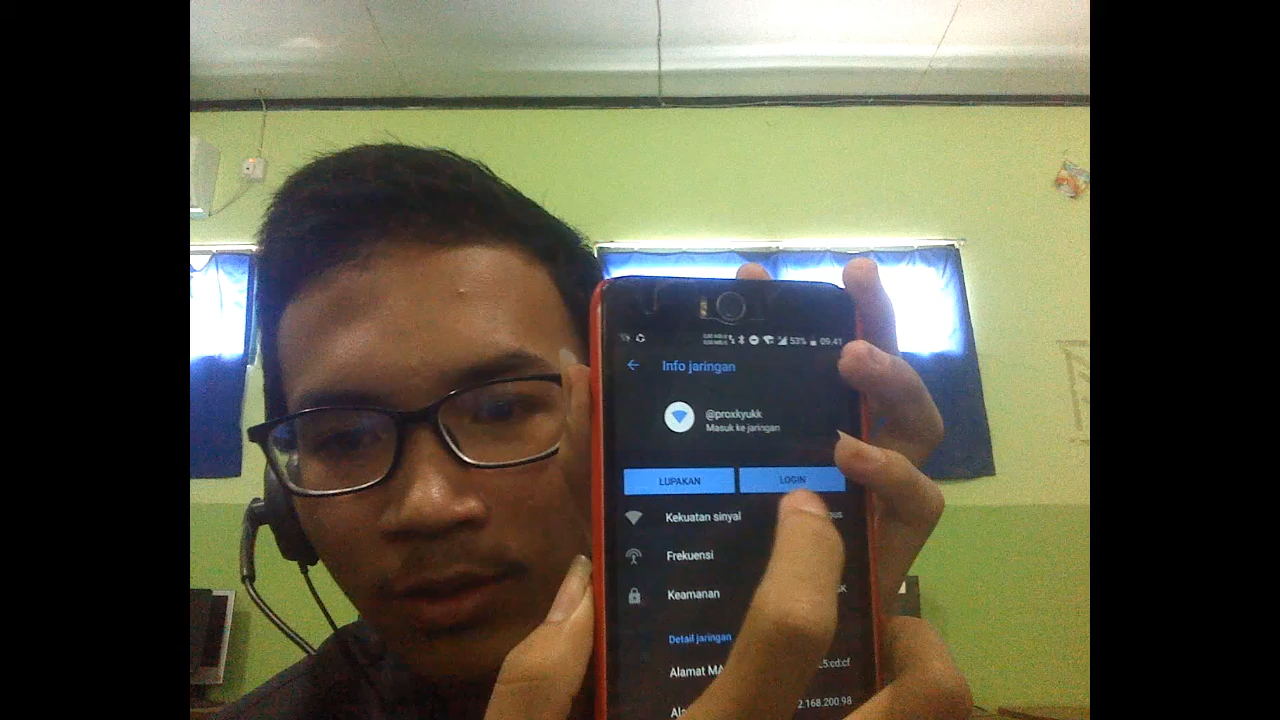 53% 09.41
Info jaringan
@proxkyukk
Masuk ke jaringan
LUPAKAN LOGIN
Kekuatan sinyal
Frekuensi
Keamanan
Detail jaringan
Alamat
2.168.200.98